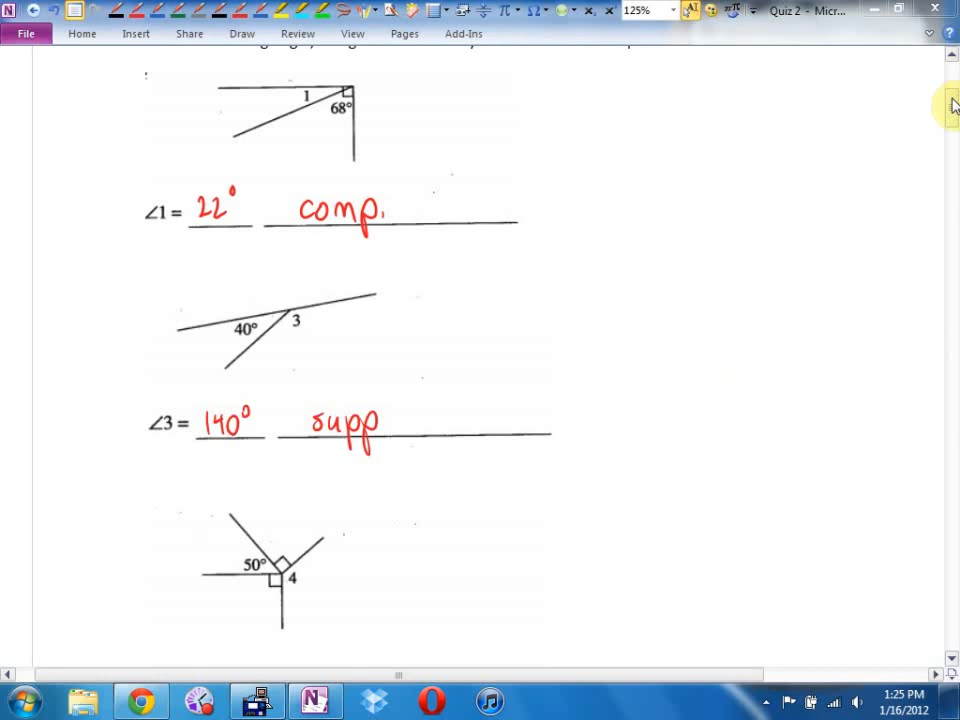 125% Quiz 2 - Micr...
File Home Insert Share Draw Review View Pages Add-Ins
1
68°
∠1 = 22° comp.
40° 3
∠3 = 140° supp
50°
4
1:25 PM
1/16/2012